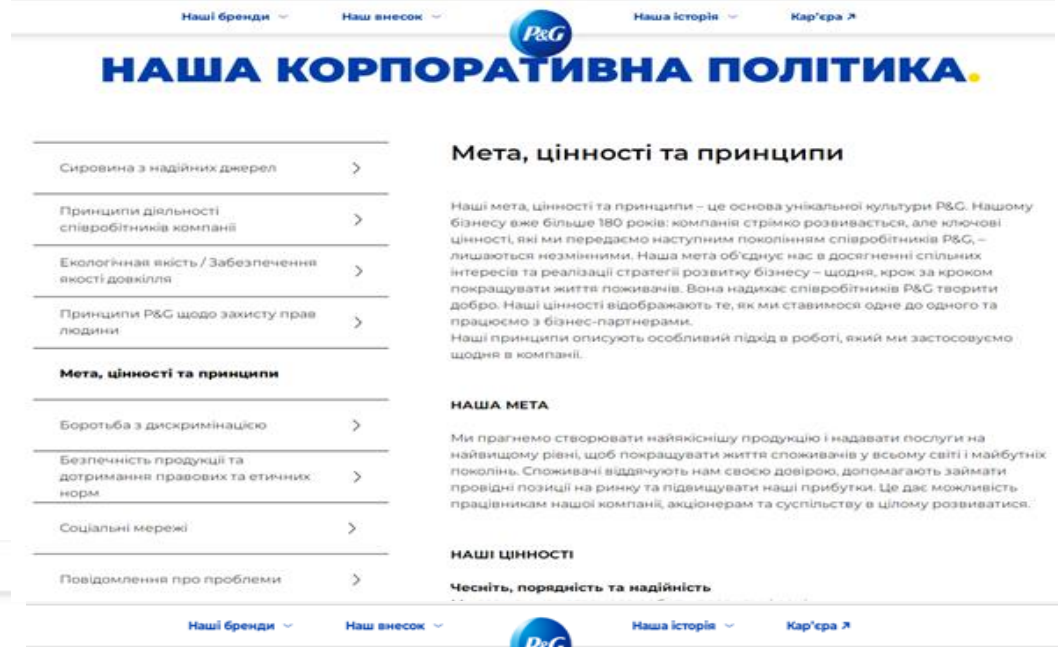 Наші бренди
Наш внесок
P&G
Наша історія
Кар'єра
НАША КОРПОРАТИВНА ПОЛІТИКА.
Сировина з надійних джерел
Принципи діяльності
співробітників компанії
Екологічная якість / Забезпечення
якості довкілля
Принципи P&G щодо захисту прав
людини
Мета, цінності та принципи
Боротьба з дискримінацією
Безпечність продукції та
дотримання правових та етичних
норм
Соціальні мережі
Повідомлення про проблеми
Мета, цінності та принципи
Наші мета, цінності та принципи – це основа унікальної культури P&G. Нашому
бізнесу вже більше 180 років: компанія стрімко розвивається, але ключові
цінності, які ми передаємо наступним поколінням співробітників P&G, –
лишаються незмінними. Наша мета об'єднує нас в досягненні спільних
інтересів та реалізації стратегії розвитку бізнесу – щодня, крок за кроком
покращувати життя поживачів. Вона надихає співробітників P&G творити
добро. Наші цінності відображають те, як ми ставимося одне до одного та
працюємо з бізнес-партнерами.
Наші принципи описують особливий підхід в роботі, який ми застосовуємо
щодня в компанії.
НАША МЕТА
Ми прагнемо створювати найякіснішу продукцію і надавати послуги на
найвищому рівні, щоб покращувати життя споживачів у всьому світі і майбутніх
поколінь. Споживачі віддячують нам своєю довірою, допомагають займати
провідні позиції на ринку та підвищувати наші прибутки. Це дає можливість
працівникам нашої компанії, акціонерам та суспільству в цілому розвиватися.
НАШІ ЦІННОСТІ
Чесніть, порядність та надійність
Наші бренди
Наш внесок
P&G
Наша історія
Кар'єра